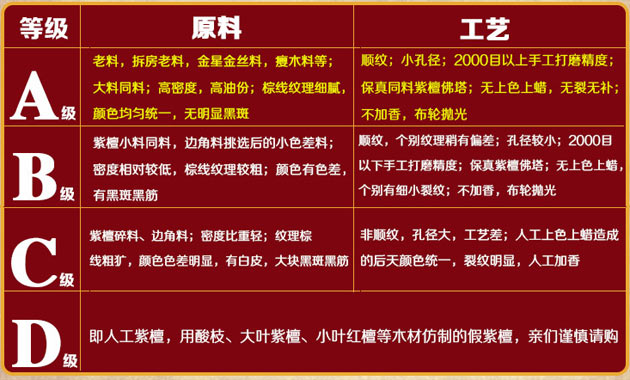 等级 原料 工艺
A级
老料，拆房老料，金星金丝料，瘿木料等；
大料同料；高密度，高油份；棕线纹理细腻，
颜色均匀统一，无明显黑斑
顺纹；小孔径；2000目以上手工打磨精度；
保真同料紫檀佛塔；无上色上蜡，无裂无补；
不加香，布轮抛光
B级
紫檀小料同料，边角料挑选后的小色差料；
密度相对较低，棕线纹理较粗；颜色有色差，
有黑斑黑筋
顺纹，个别纹理稍有偏差；孔径较小；2000目
以下手工打磨精度；保真紫檀佛塔；无上色上蜡，
个别有细小裂纹；不加香，布轮抛光
C级
紫檀碎料、边角料；密度比重轻；纹理棕
线粗犷，颜色色差明显，有白皮，大块黑斑黑筋
非顺纹，孔径大，工艺差；人工上色上蜡造成
的后天颜色统一，裂纹明显，人工加香
D级
即人工紫檀，用酸枝、大叶紫檀、小叶红檀等木材仿制的假紫檀，亲们谨慎请购